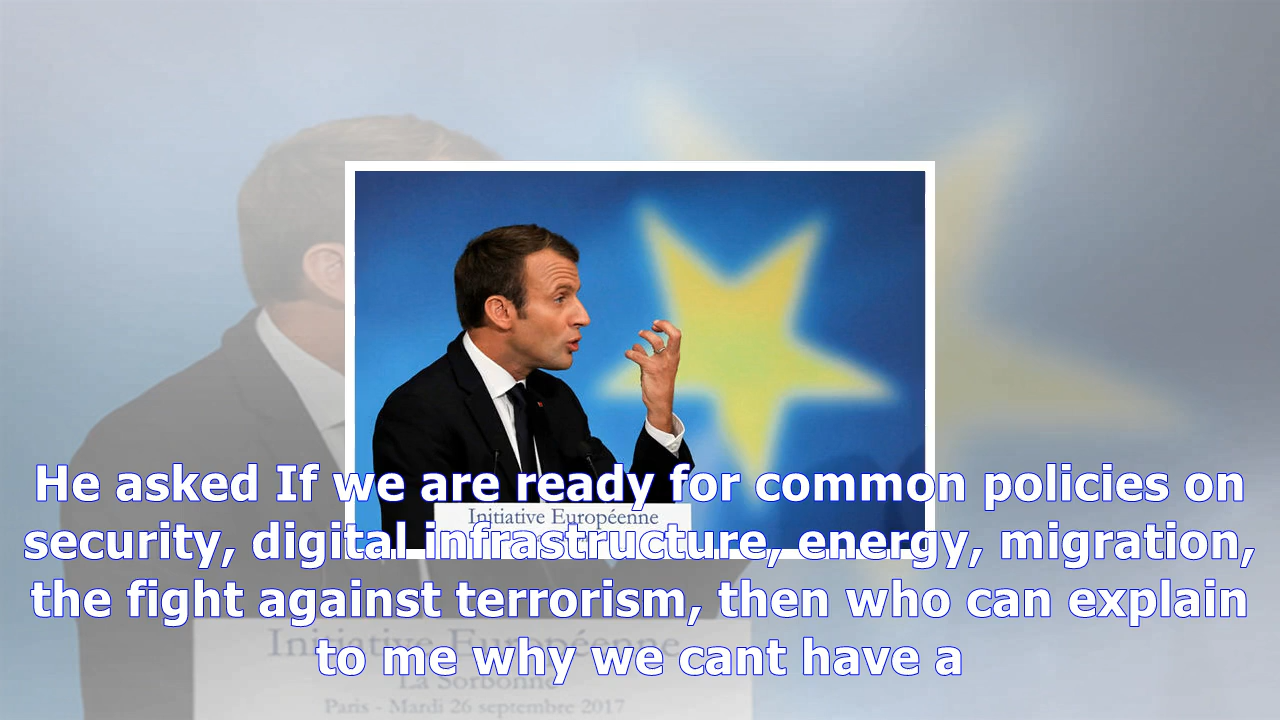 Initiative Européenne
He asked If we are ready for common policies on
security, digital infrastructure, energy, migration,
the fight against terrorism, then who can explain
to me why we cant have a
Initiative Européenne
La Sorbonne
Paris - Mardi 26 septembre 2017